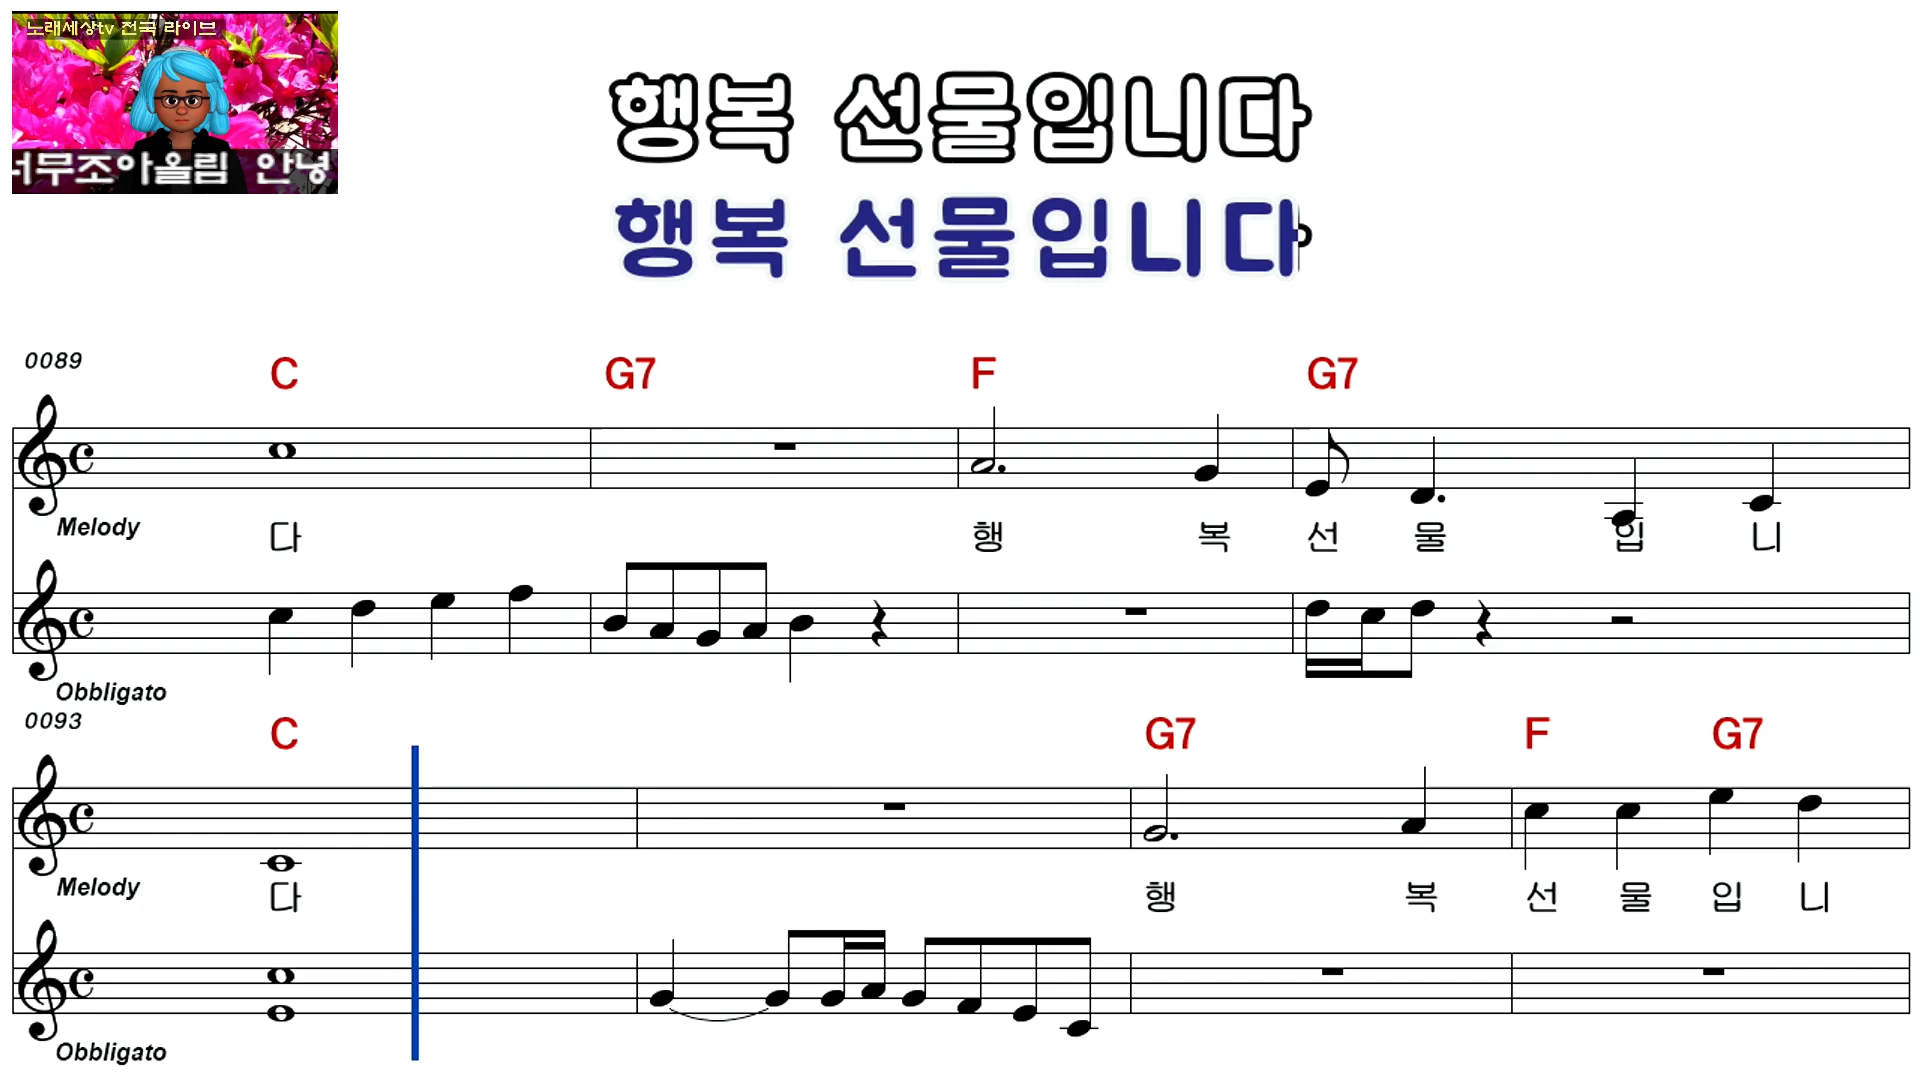 노래세상tv 전국 라이브
너무조아올림 안녕
행복 선물입니다
행복 선물입니다
0089
C G7 F G7
Melody
다 행 복 선 물 입 니
Obbligato
0093
C G7 F G7
Melody
다 행 복 선 물 입 니
Obbligato